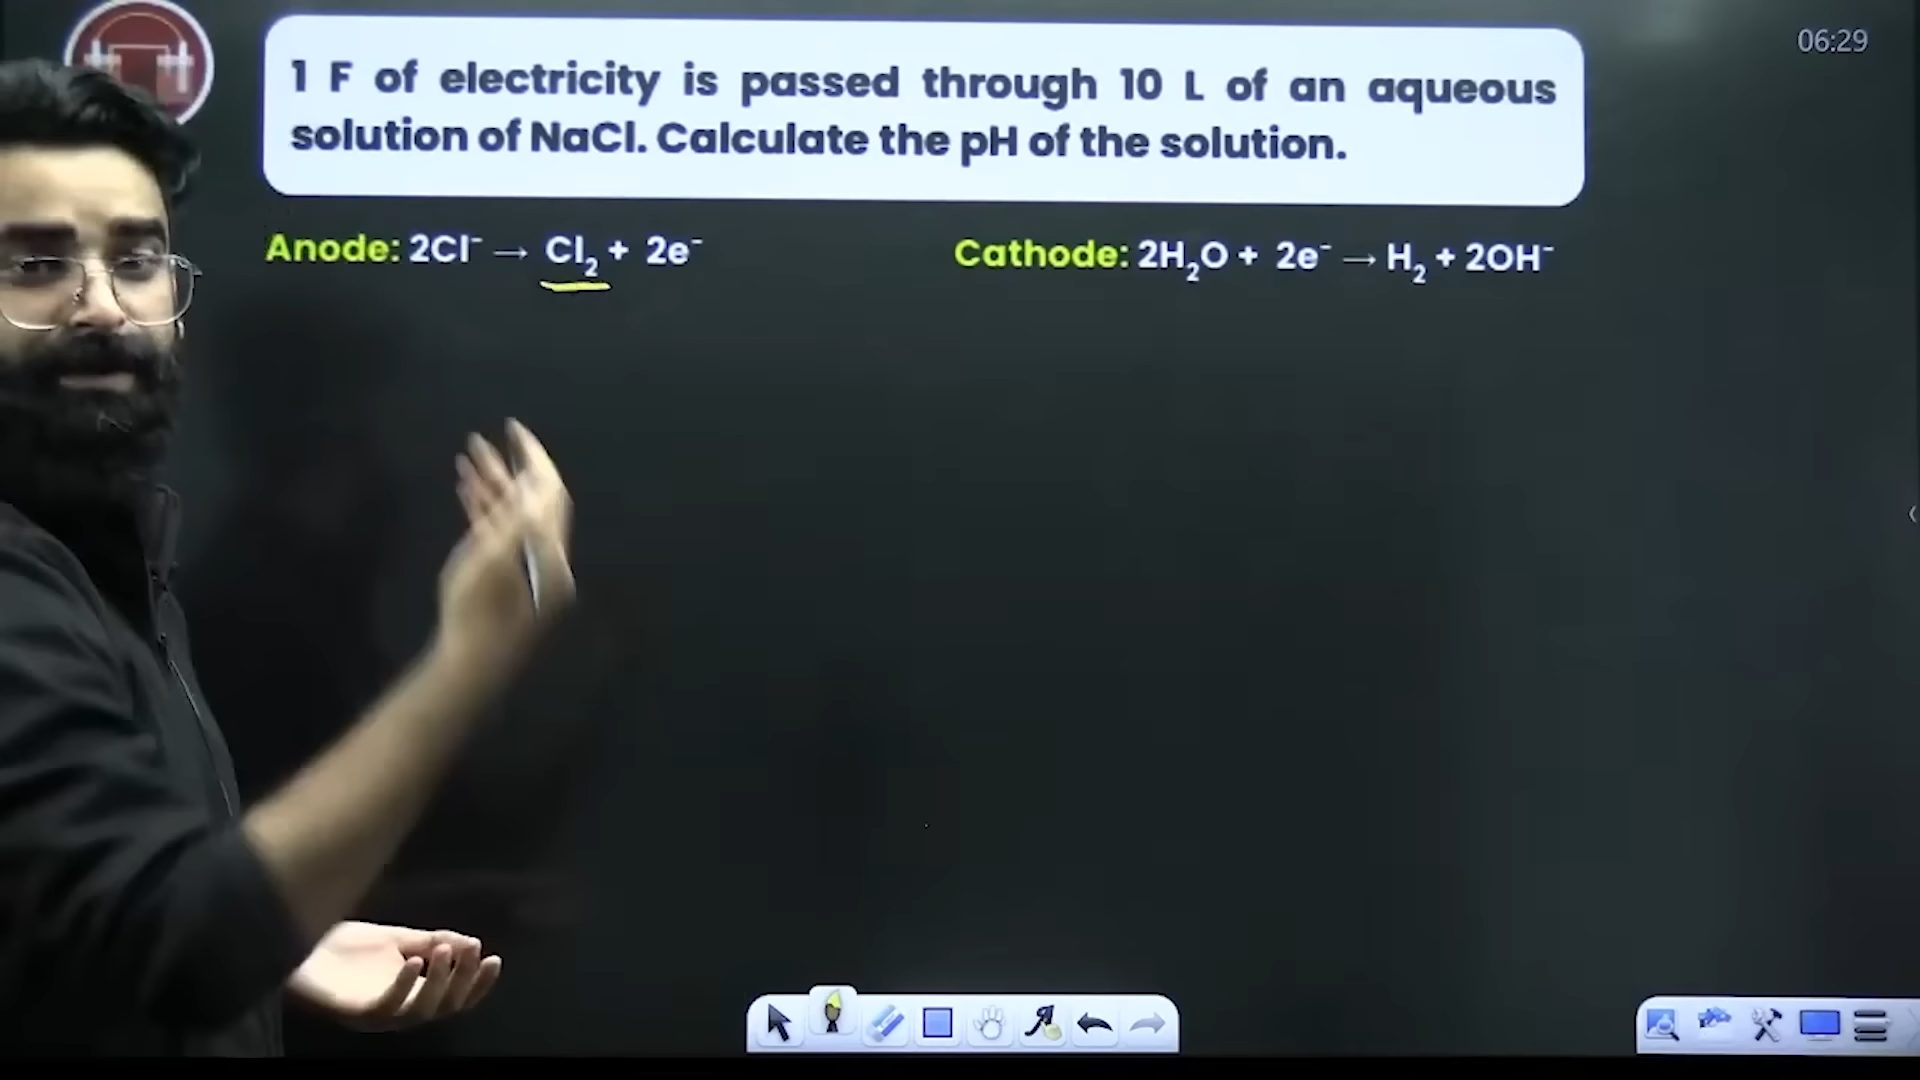 06:29
1 F of electricity is passed through 10 L of an aqueous
solution of NaCl. Calculate the pH of the solution.
Anode: 2Cl⁻ → Cl₂ + 2e⁻
Cathode: 2H₂O + 2e⁻ → H₂ + 2OH⁻